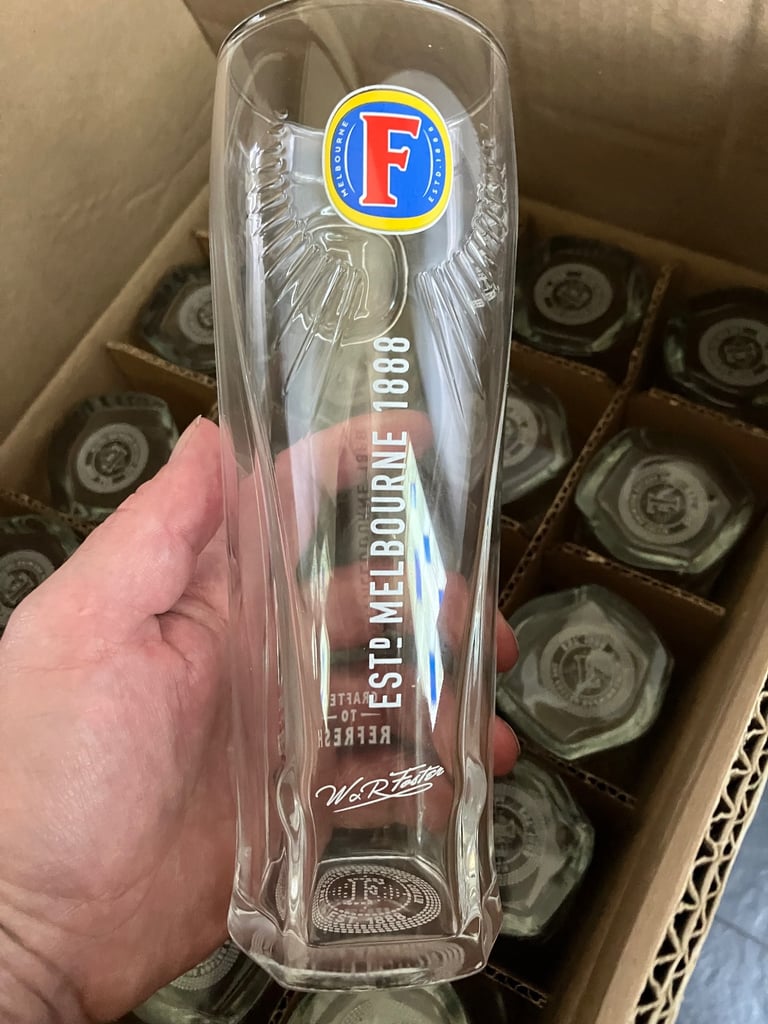 MELBOURNE
F
ESTD.1888
ESTD MELBOURNE 1888
CRAFTED
TO
REFRESH
W & R Foster